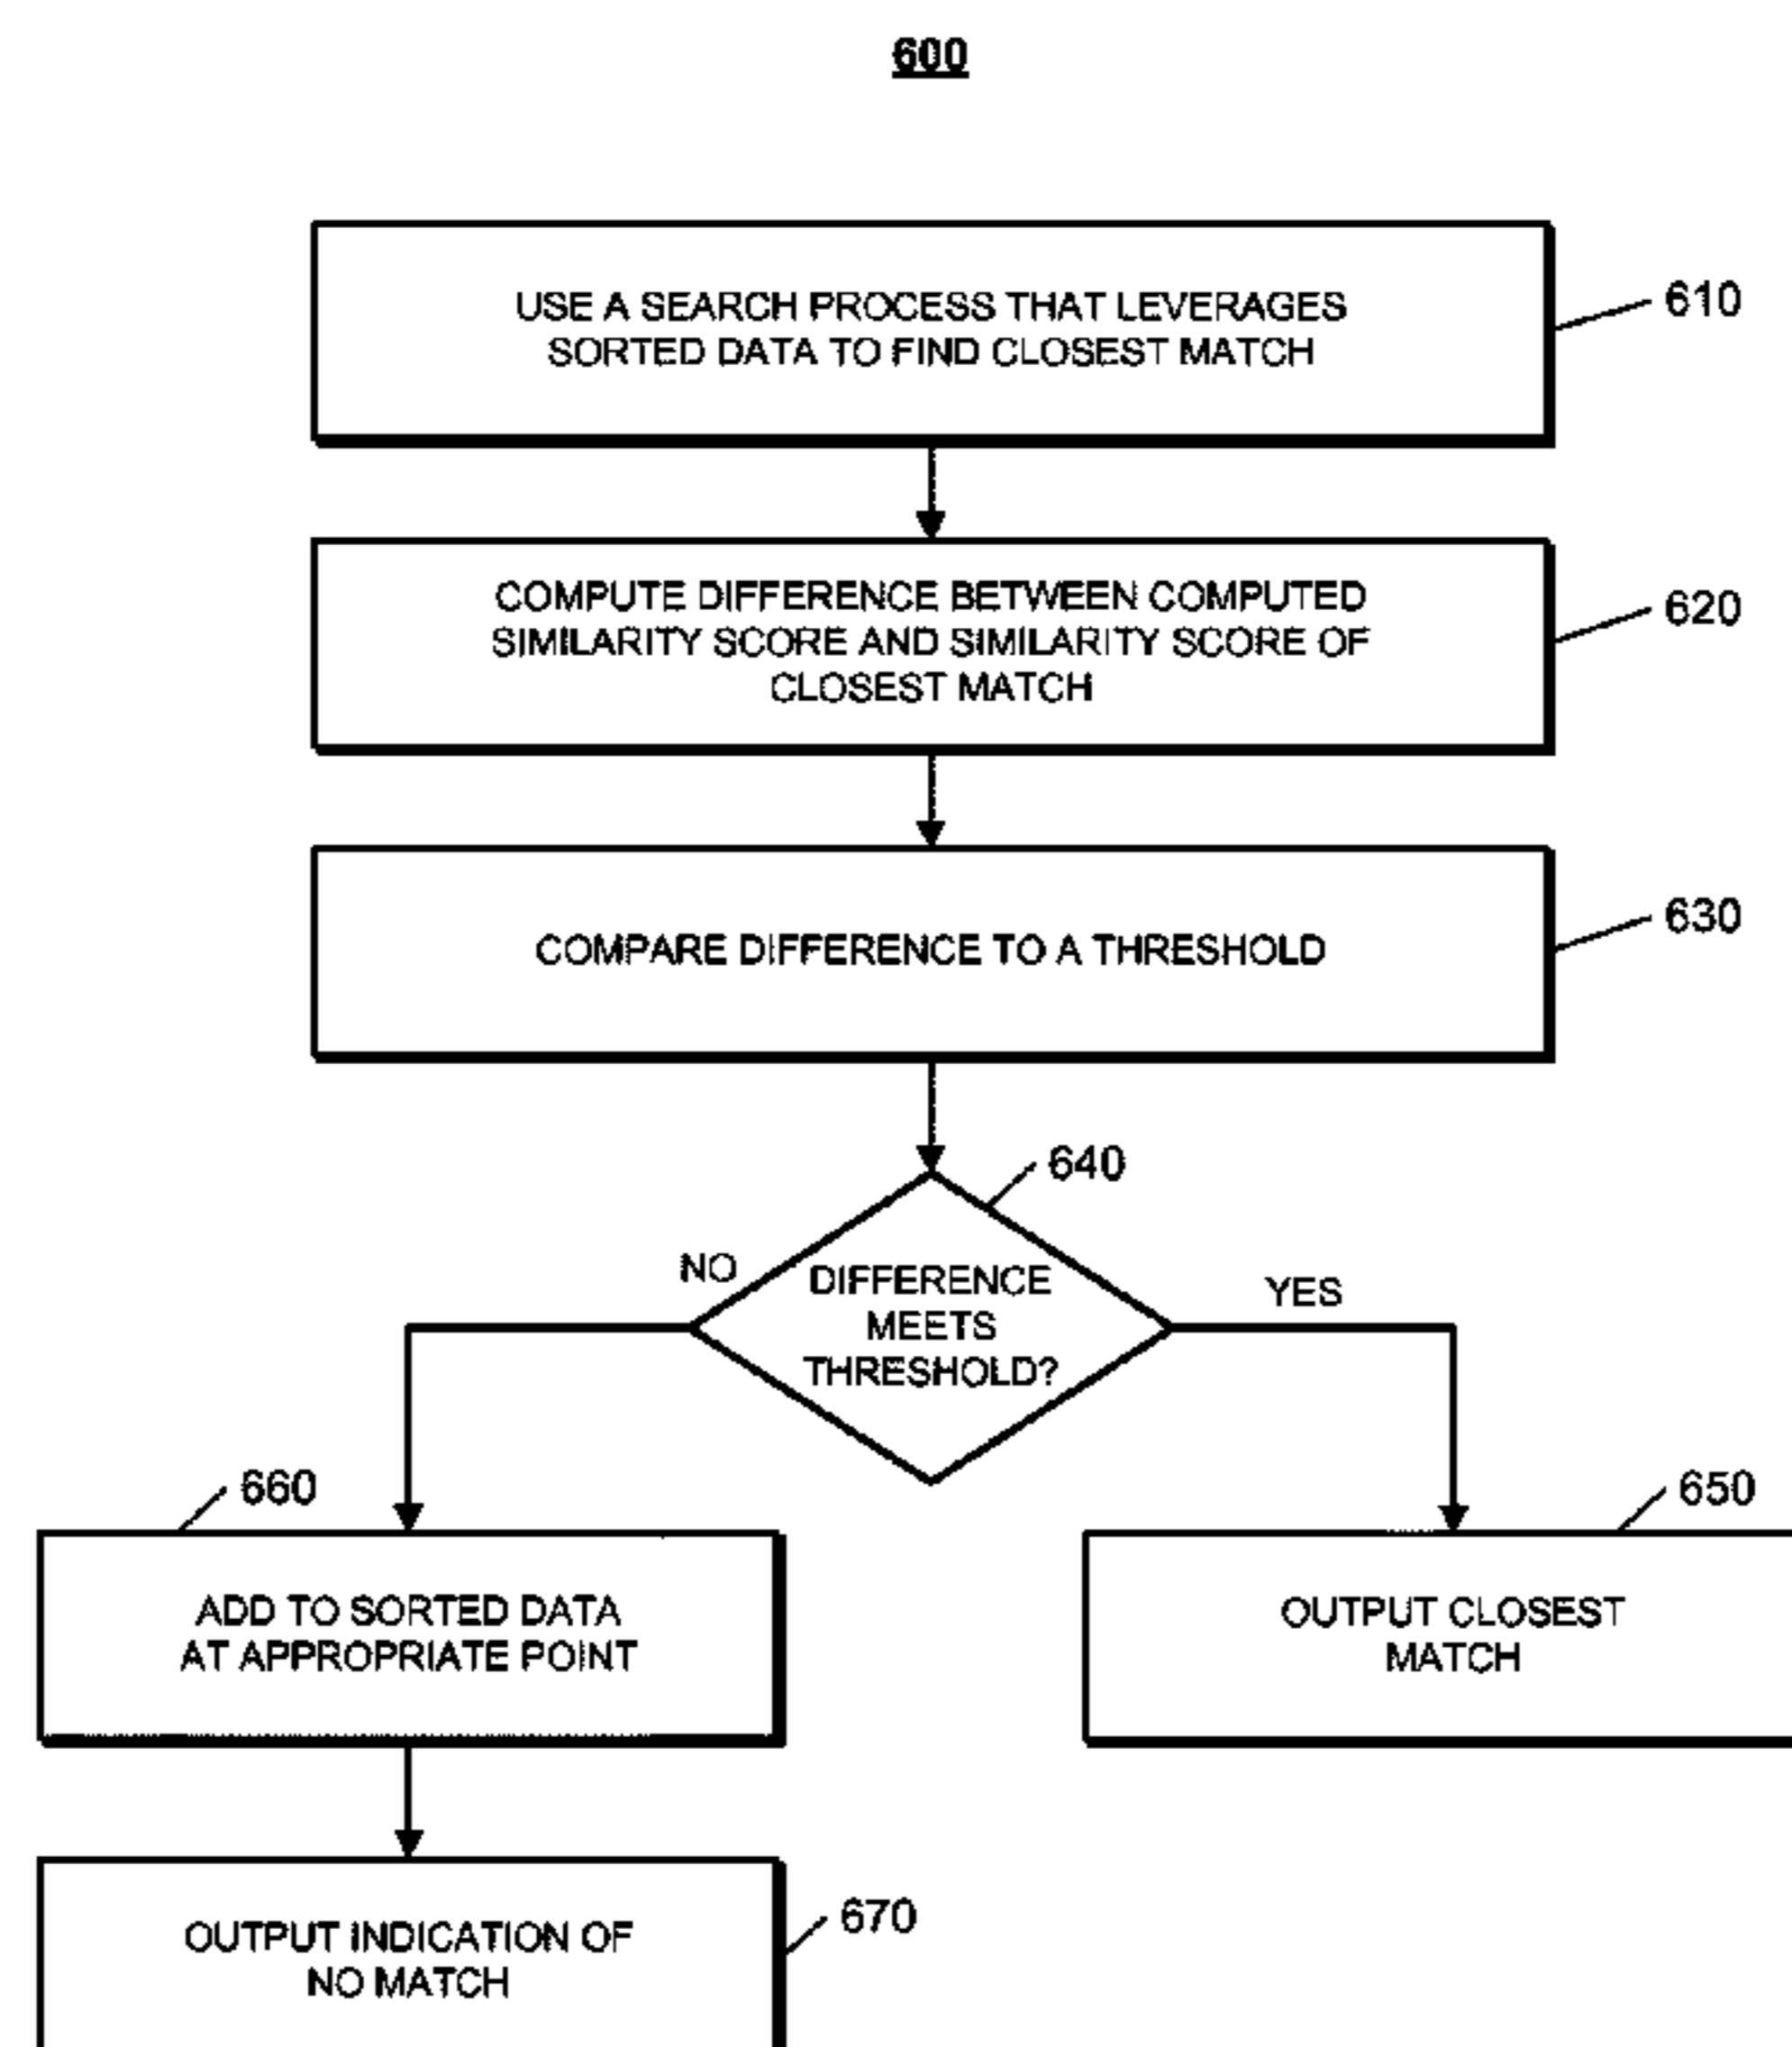 600
USE A SEARCH PROCESS THAT LEVERAGES
SORTED DATA TO FIND CLOSEST MATCH
610
COMPUTE DIFFERENCE BETWEEN COMPUTED
SIMILARITY SCORE AND SIMILARITY SCORE OF
CLOSEST MATCH
620
COMPARE DIFFERENCE TO A THRESHOLD
630
640
NO
DIFFERENCE
MEETS
THRESHOLD?
YES
660
650
ADD TO SORTED DATA
AT APPROPRIATE POINT
OUTPUT CLOSEST
MATCH
OUTPUT INDICATION OF
NO MATCH
670